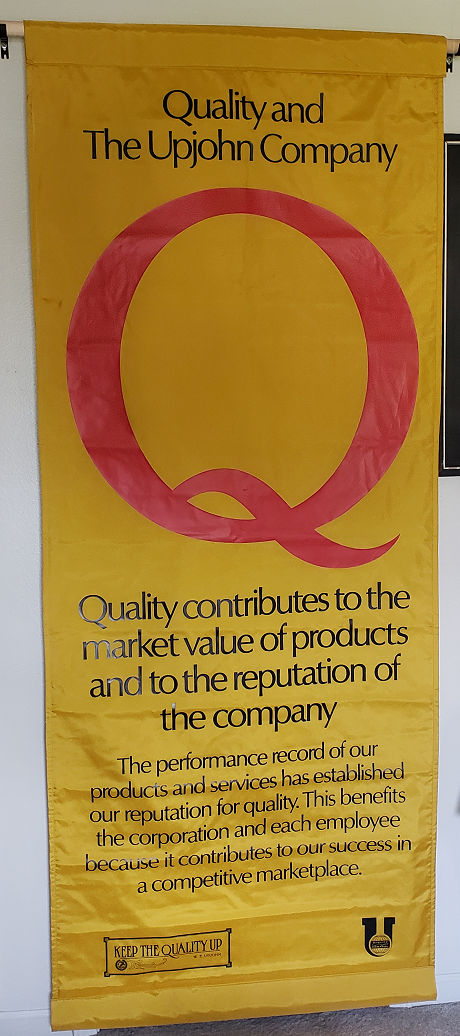 Quality and
The Upjohn Company
Q
Quality contributes to the
market value of products
and to the reputation of
the company
The performance record of our
products and services has established
our reputation for quality. This benefits
the corporation and each employee
because it contributes to our success in
a competitive marketplace.
KEEP THE QUALITY UP
W. E. UPJOHN
U